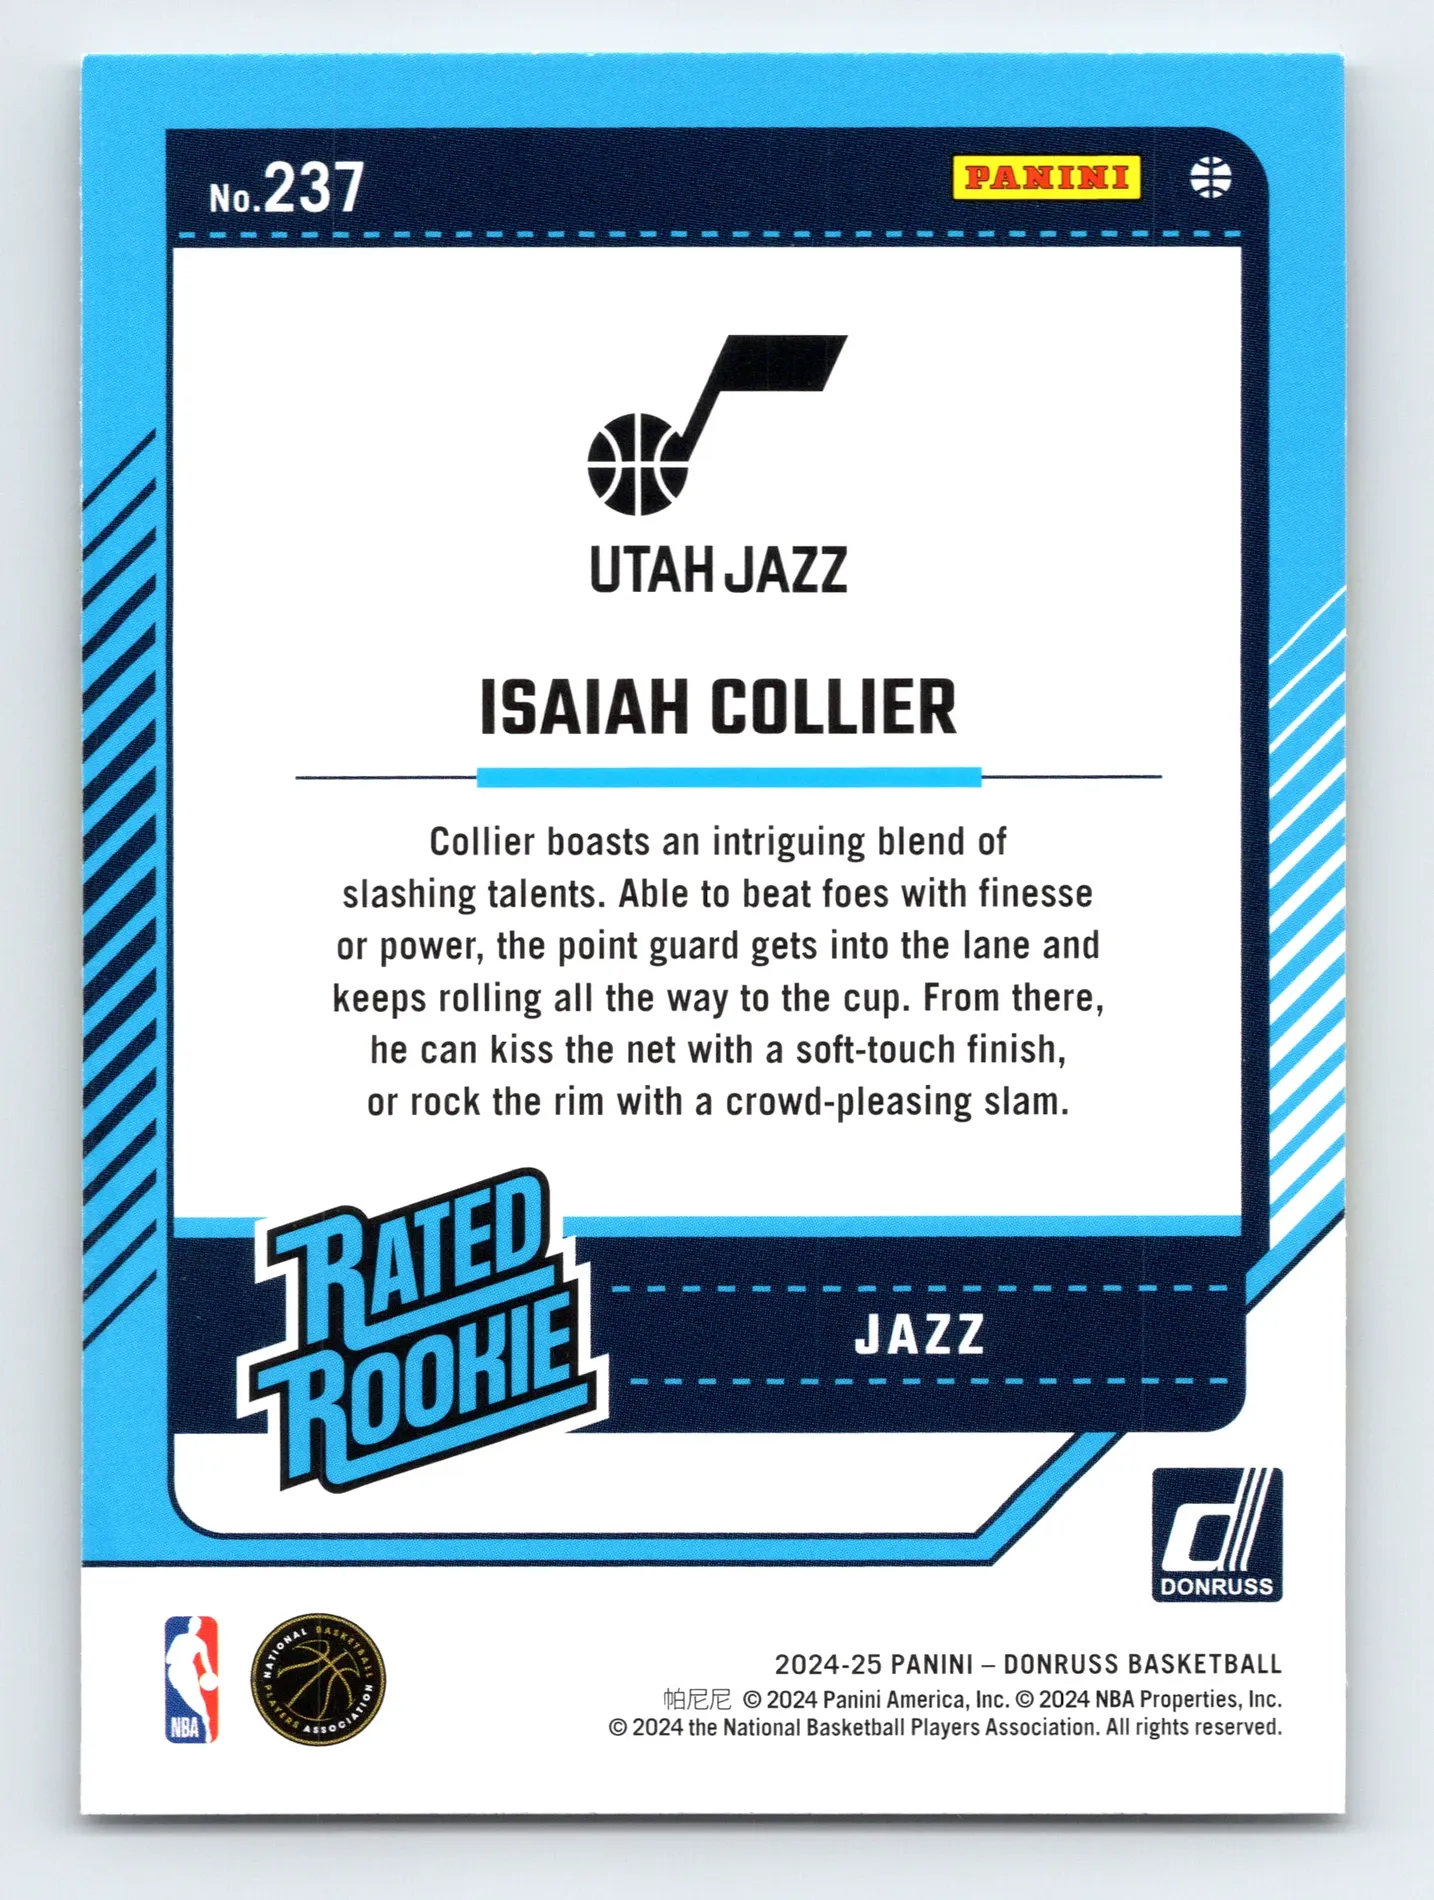 No.237
PANINI
UTAH JAZZ
ISAIAH COLLIER
Collier boasts an intriguing blend of
slashing talents. Able to beat foes with finesse
or power, the point guard gets into the lane and
keeps rolling all the way to the cup. From there,
he can kiss the net with a soft-touch finish,
or rock the rim with a crowd-pleasing slam.
RATED
ROOKIE
JAZZ
d
DONRUSS
NBA
NATIONAL BASKETBALL
PLAYERS ASSOCIATION
2024-25 PANINI – DONRUSS BASKETBALL
帕尼尼 © 2024 Panini America, Inc. © 2024 NBA Properties, Inc.
© 2024 the National Basketball Players Association. All rights reserved.